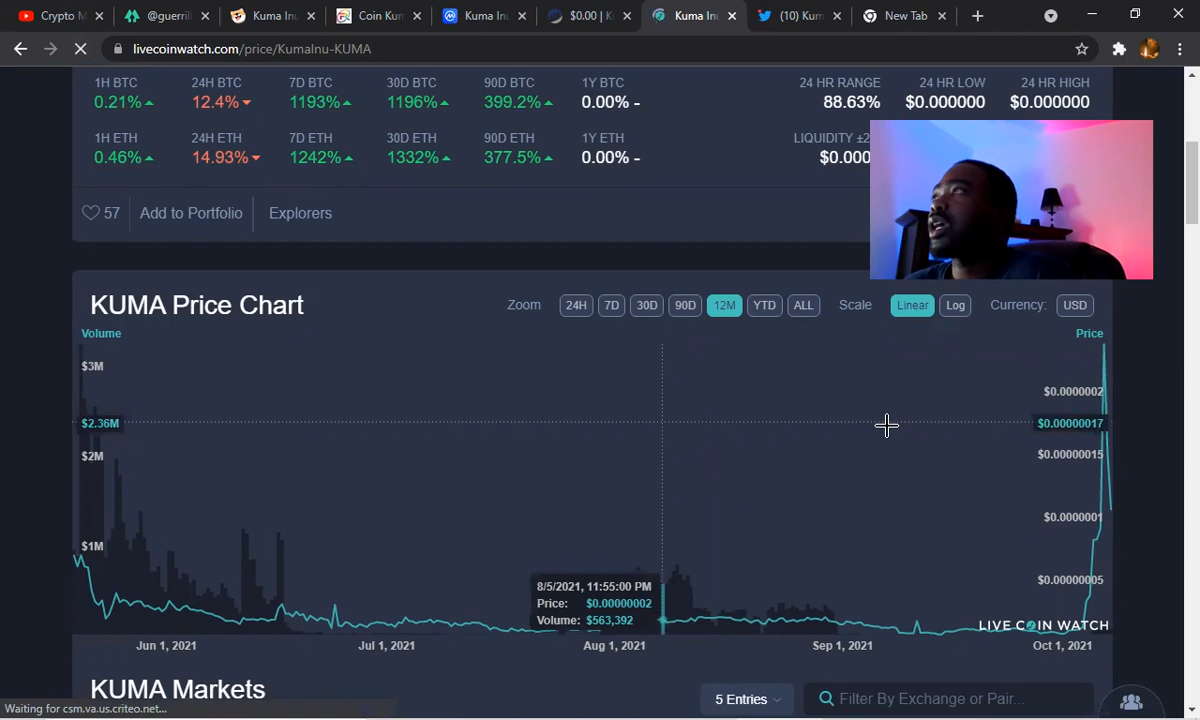 Crypto M
@guerrill
Kuma Inu
Coin Kum
Kuma Inu
$0.00 | K
Kuma Inu
(10) Kum
New Tab
livecoinwatch.com/price/KumaInu-KUMA
1H BTC 24H BTC 7D BTC 30D BTC 90D BTC 1Y BTC 24 HR RANGE 24 HR LOW 24 HR HIGH
0.21% 12.4% 1193% 1196% 399.2% 0.00% - 88.63% $0.000000 $0.000000
1H ETH 24H ETH 7D ETH 30D ETH 90D ETH 1Y ETH LIQUIDITY ±2
0.46% 14.93% 1242% 1332% 377.5% 0.00% - $0.000
57 Add to Portfolio Explorers
KUMA Price Chart Zoom 24H 7D 30D 90D 12M YTD ALL Scale Linear Log Currency: USD
Volume Price
$3M
$0.0000002
$2.36M $0.00000017
$2M $0.00000015
$0.0000001
$1M
$0.00000005
8/5/2021, 11:55:00 PM
Price: $0.00000002
Volume: $563,392
LIVE COIN WATCH
Jun 1, 2021 Jul 1, 2021 Aug 1, 2021 Sep 1, 2021 Oct 1, 2021
KUMA Markets 5 Entries Filter By Exchange or Pair...
Waiting for csm.va.us.criteo.net...